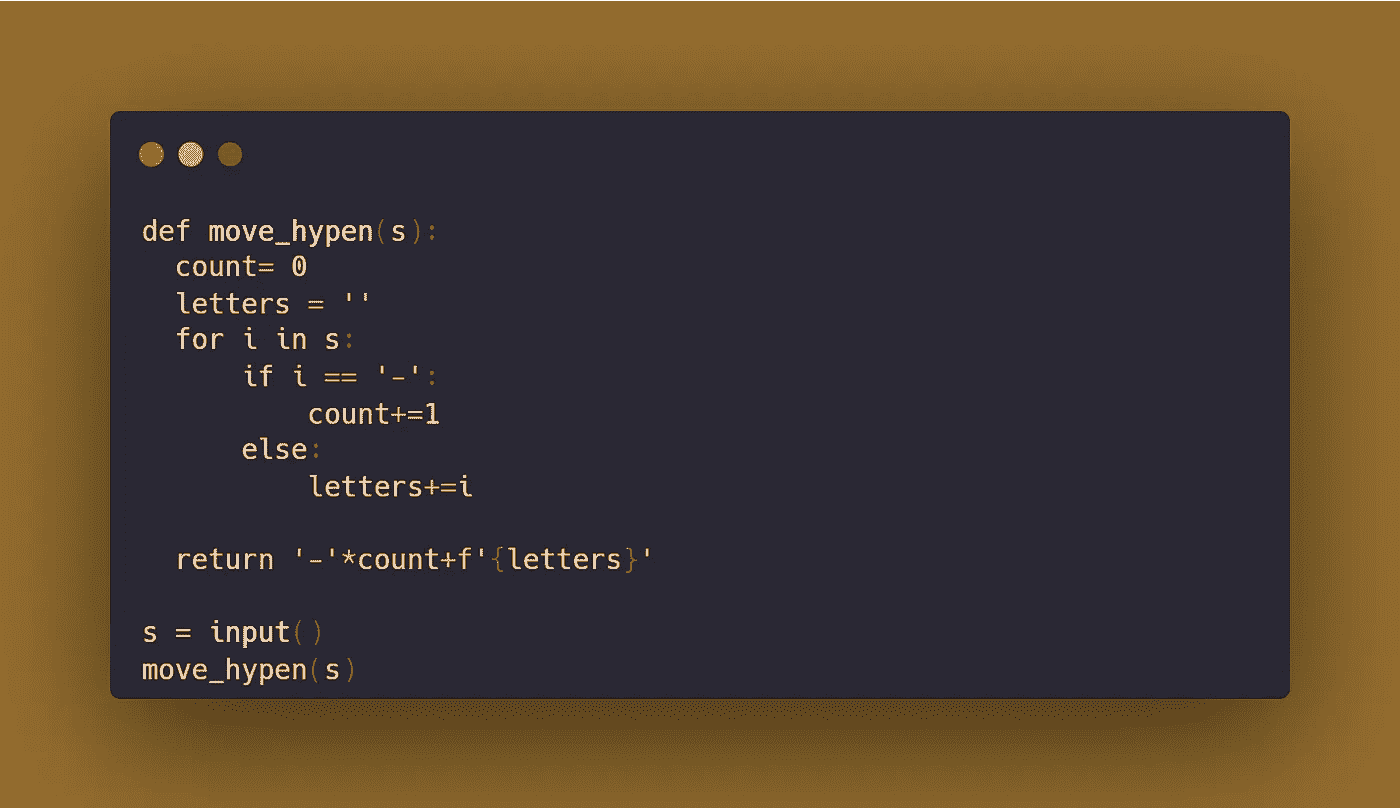 def move_hypen(s):
  count= 0
  letters = ''
  for i in s:
      if i == '-':
          count+=1
      else:
          letters+=i

  return '-'*count+f'{letters}'

s = input()
move_hypen(s)